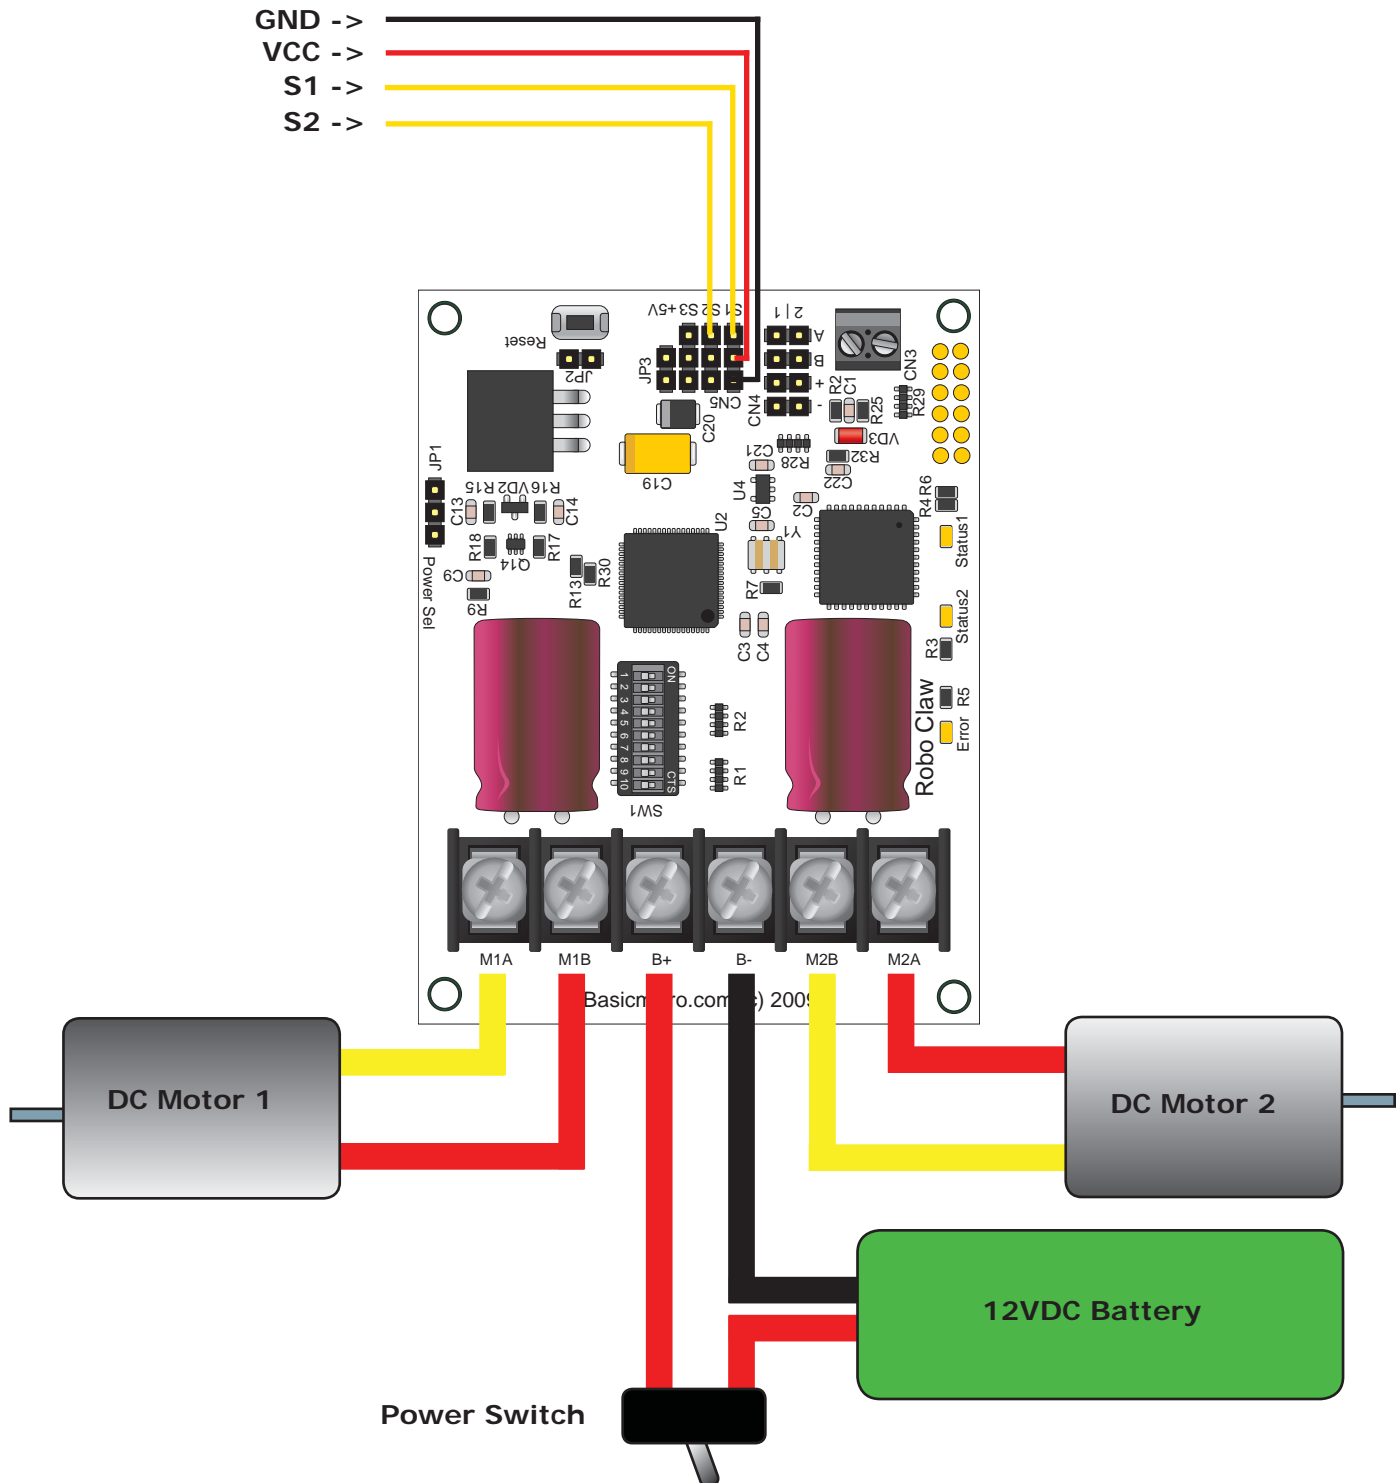 GND ->
VCC ->
S1 ->
S2 ->
S1 S2 S3 +5V
2 | 1
Reset
JP2
JP3
CN5
CN4
A
B
+
-
CN3
R2
C1
R25
R29
C20
VD3
JP1
C19
C21
R28
R32
C22
U4
R15
VD2
R16
C13
C14
C5
C2
R6
R4
U2
Y1
Status1
R18
Q14
R17
C9
R9
R13
R30
R7
Power Sel
Status2
C3
C4
R3
ON
1
2
3
4
5
6
7
8
9
10
CTS
SW1
R2
R1
R5
Error
Robo Claw
M1A
M1B
B+
B-
M2B
M2A
DC Motor 1
DC Motor 2
12VDC Battery
Power Switch